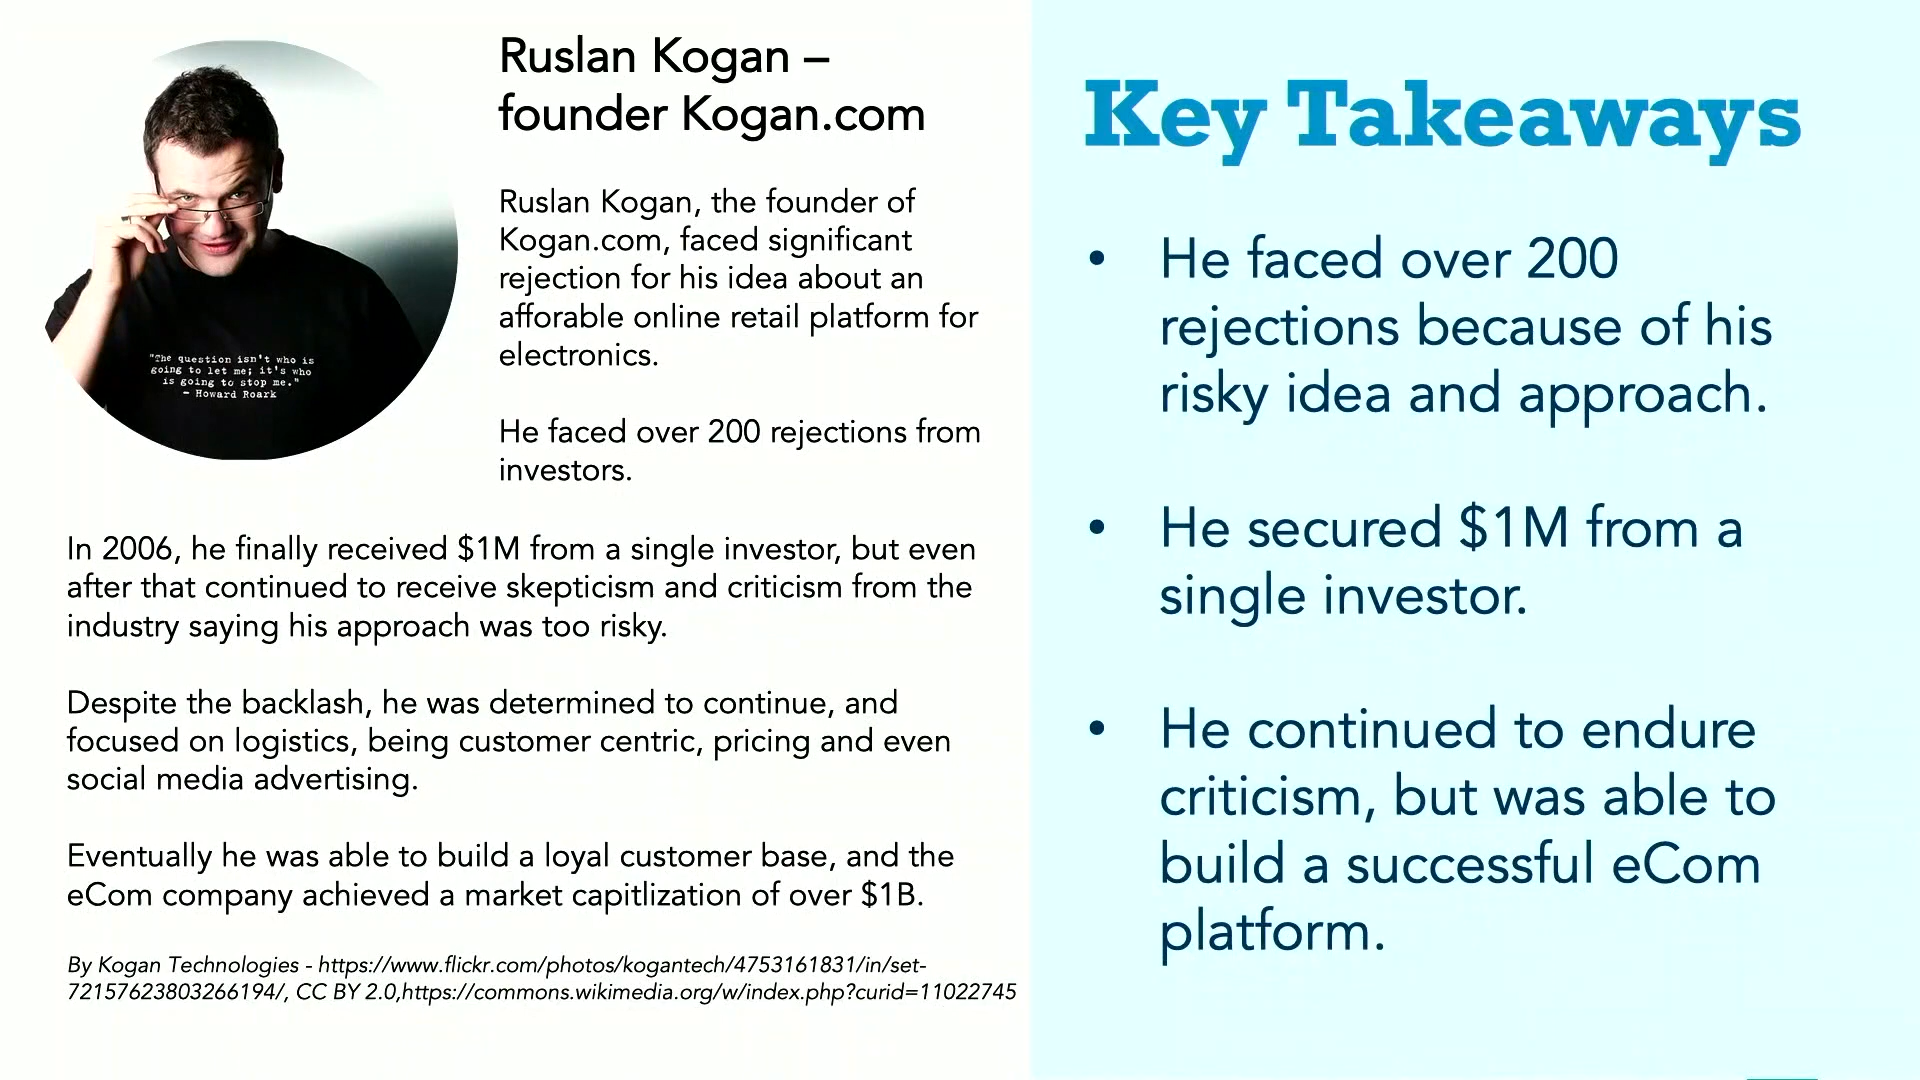 Ruslan Kogan –
founder Kogan.com
Ruslan Kogan, the founder of
Kogan.com, faced significant
rejection for his idea about an
afforable online retail platform for
electronics.
He faced over 200 rejections from
investors.
"The question isn't who is
going to let me; it's who
is going to stop me."
- Howard Roark
In 2006, he finally received $1M from a single investor, but even
after that continued to receive skepticism and criticism from the
industry saying his approach was too risky.
Despite the backlash, he was determined to continue, and
focused on logistics, being customer centric, pricing and even
social media advertising.
Eventually he was able to build a loyal customer base, and the
eCom company achieved a market capitlization of over $1B.
By Kogan Technologies - https://www.flickr.com/photos/kogantech/4753161831/in/set-
72157623803266194/, CC BY 2.0,https://commons.wikimedia.org/w/index.php?curid=11022745
Key Takeaways
• He faced over 200
rejections because of his
risky idea and approach.
• He secured $1M from a
single investor.
• He continued to endure
criticism, but was able to
build a successful eCom
platform.